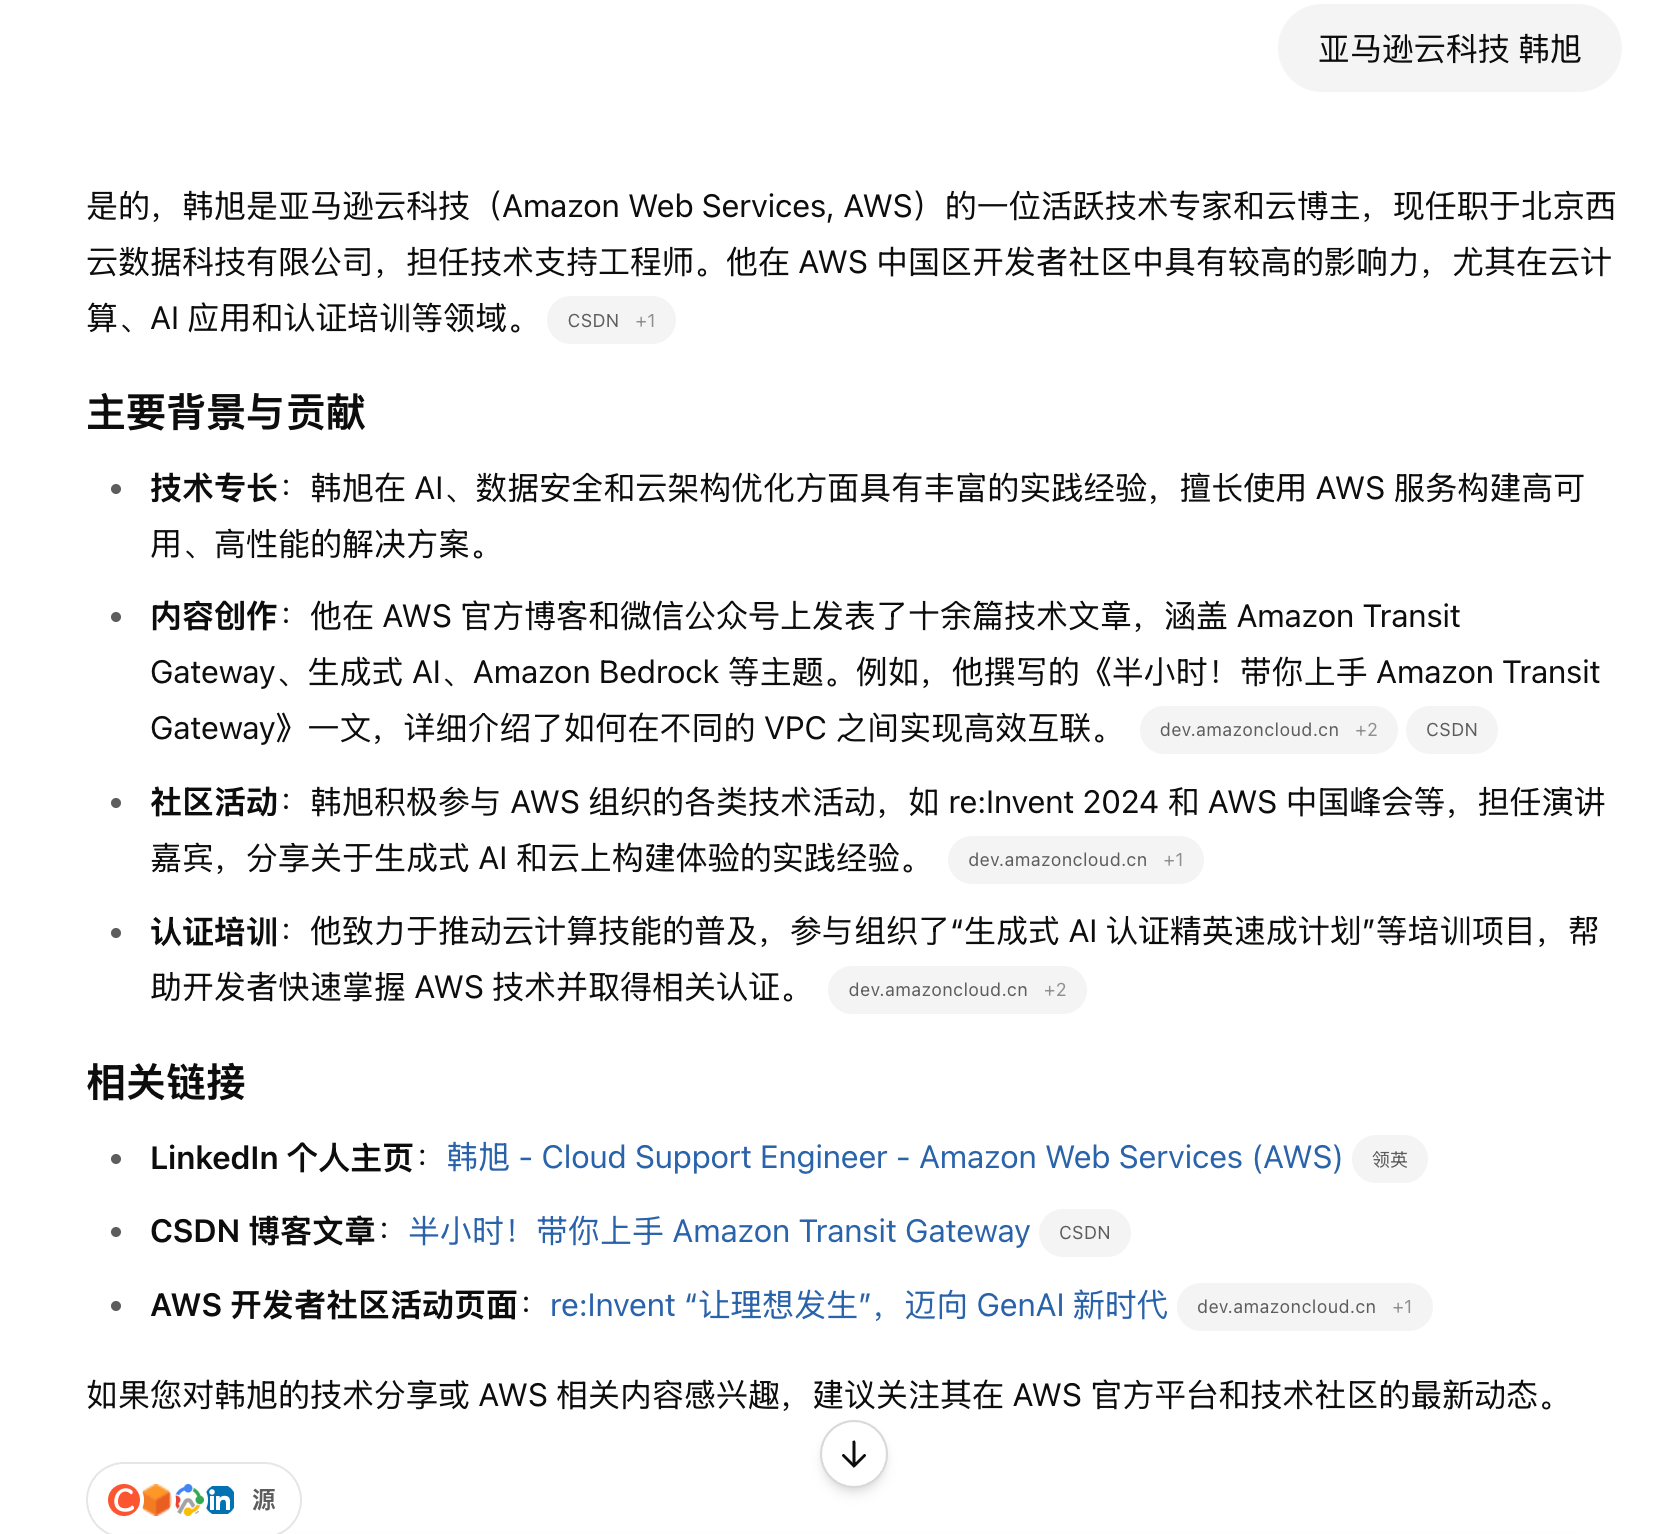 亚马逊云科技 韩旭
是的，韩旭是亚马逊云科技（Amazon Web Services, AWS）的一位活跃技术专家和云博主，现任职于北京西
云数据科技有限公司，担任技术支持工程师。他在 AWS 中国区开发者社区中具有较高的影响力，尤其在云计
算、AI 应用和认证培训等领域。 CSDN +1
主要背景与贡献
• 技术专长：韩旭在 AI、数据安全和云架构优化方面具有丰富的实践经验，擅长使用 AWS 服务构建高可
用、高性能的解决方案。
• 内容创作：他在 AWS 官方博客和微信公众号上发表了十余篇技术文章，涵盖 Amazon Transit
Gateway、生成式 AI、Amazon Bedrock 等主题。例如，他撰写的《半小时！带你上手 Amazon Transit
Gateway》一文，详细介绍了如何在不同的 VPC 之间实现高效互联。 dev.amazoncloud.cn +2 CSDN
• 社区活动：韩旭积极参与 AWS 组织的各类技术活动，如 re:Invent 2024 和 AWS 中国峰会等，担任演讲
嘉宾，分享关于生成式 AI 和云上构建体验的实践经验。 dev.amazoncloud.cn +1
• 认证培训：他致力于推动云计算技能的普及，参与组织了“生成式 AI 认证精英速成计划”等培训项目，帮
助开发者快速掌握 AWS 技术并取得相关认证。 dev.amazoncloud.cn +2
相关链接
• LinkedIn 个人主页：韩旭 - Cloud Support Engineer - Amazon Web Services (AWS) 领英
• CSDN 博客文章：半小时！带你上手 Amazon Transit Gateway CSDN
• AWS 开发者社区活动页面：re:Invent “让理想发生”，迈向 GenAI 新时代 dev.amazoncloud.cn +1
如果您对韩旭的技术分享或 AWS 相关内容感兴趣，建议关注其在 AWS 官方平台和技术社区的最新动态。
源